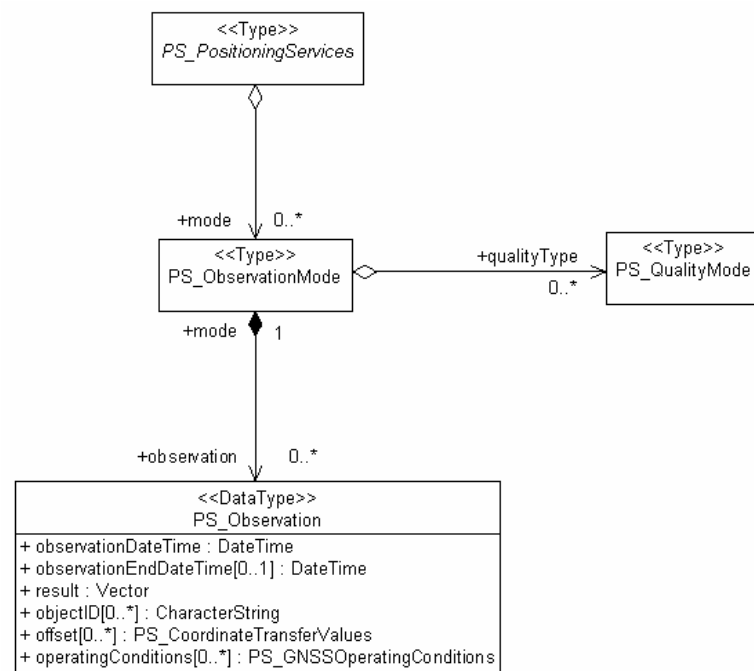 <<Type>>
PS_PositioningServices
+mode 0..*
<<Type>>
PS_ObservationMode
+qualityType
0..*
<<Type>>
PS_QualityMode
+mode 1
+observation 0..*
<<DataType>>
PS_Observation
+ observationDateTime : DateTime
+ observationEndDateTime[0..1] : DateTime
+ result : Vector
+ objectID[0..*] : CharacterString
+ offset[0..*] : PS_CoordinateTransferValues
+ operatingConditions[0..*] : PS_GNSSOperatingConditions